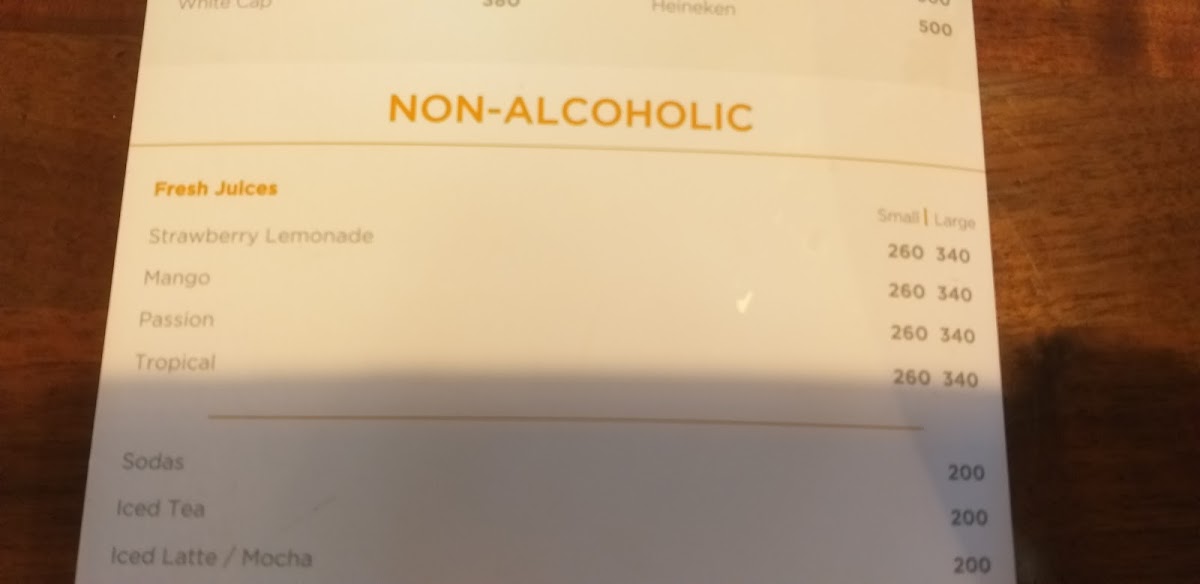 White Cap 380 Heineken
500
NON-ALCOHOLIC
Fresh Juices
Small | Large
Strawberry Lemonade 260 340
Mango 260 340
Passion 260 340
Tropical 260 340
Sodas 200
Iced Tea 200
Iced Latte / Mocha 200